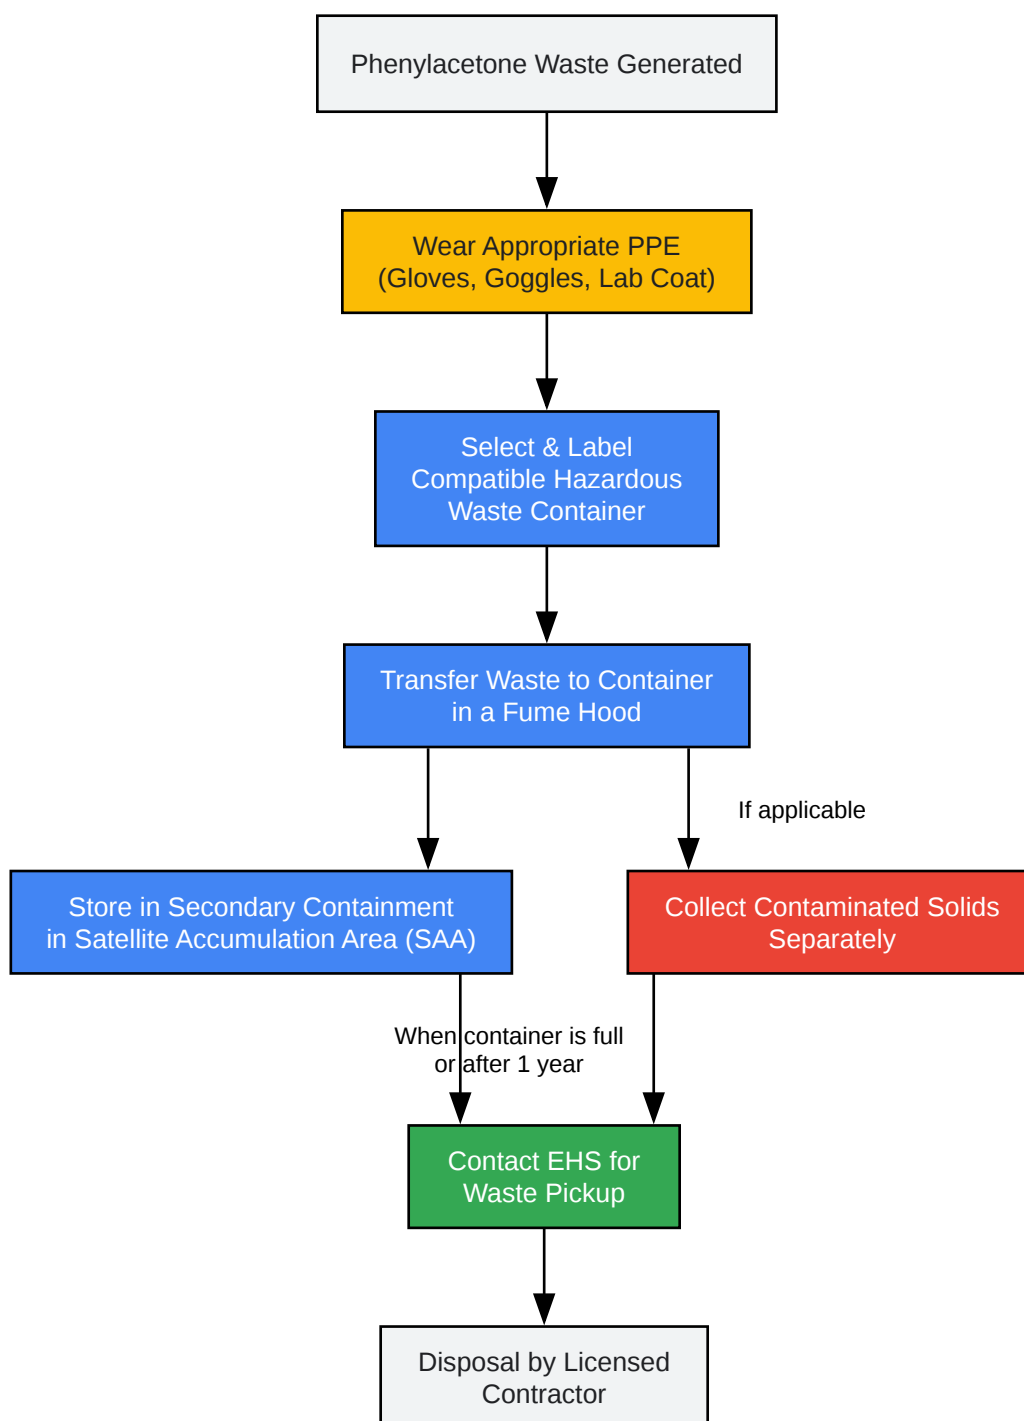 Phenylacetone Waste Generated
Wear Appropriate PPE
(Gloves, Goggles, Lab Coat)
Select & Label
Compatible Hazardous
Waste Container
Transfer Waste to Container
in a Fume Hood
If applicable
Store in Secondary Containment
in Satellite Accumulation Area (SAA)
Collect Contaminated Solids
Separately
When container is full
or after 1 year
Contact EHS for
Waste Pickup
Disposal by Licensed
Contractor